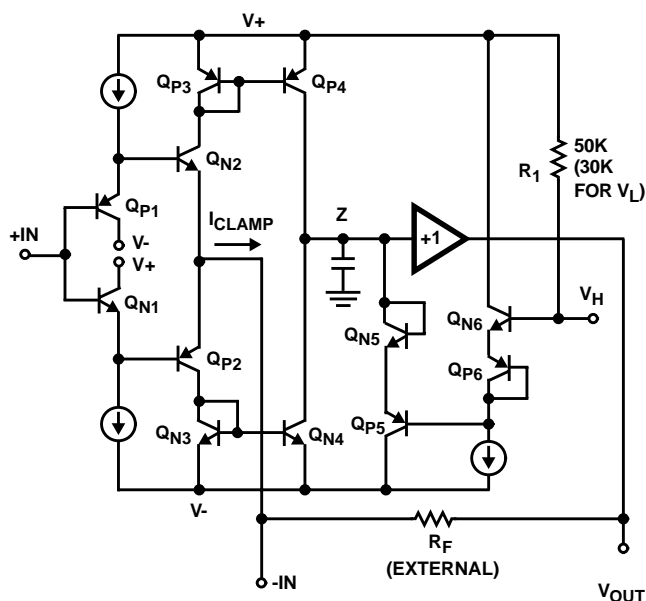 V+
QP3
QP4
QN2
50K
(30K
FOR VL)
R1
QP1
ICLAMP
Z
+1
+IN
V-
V+
VH
QN1
QN5
QN6
QP2
QP6
QN3
QN4
QP5
V-
RF
(EXTERNAL)
-IN
VOUT